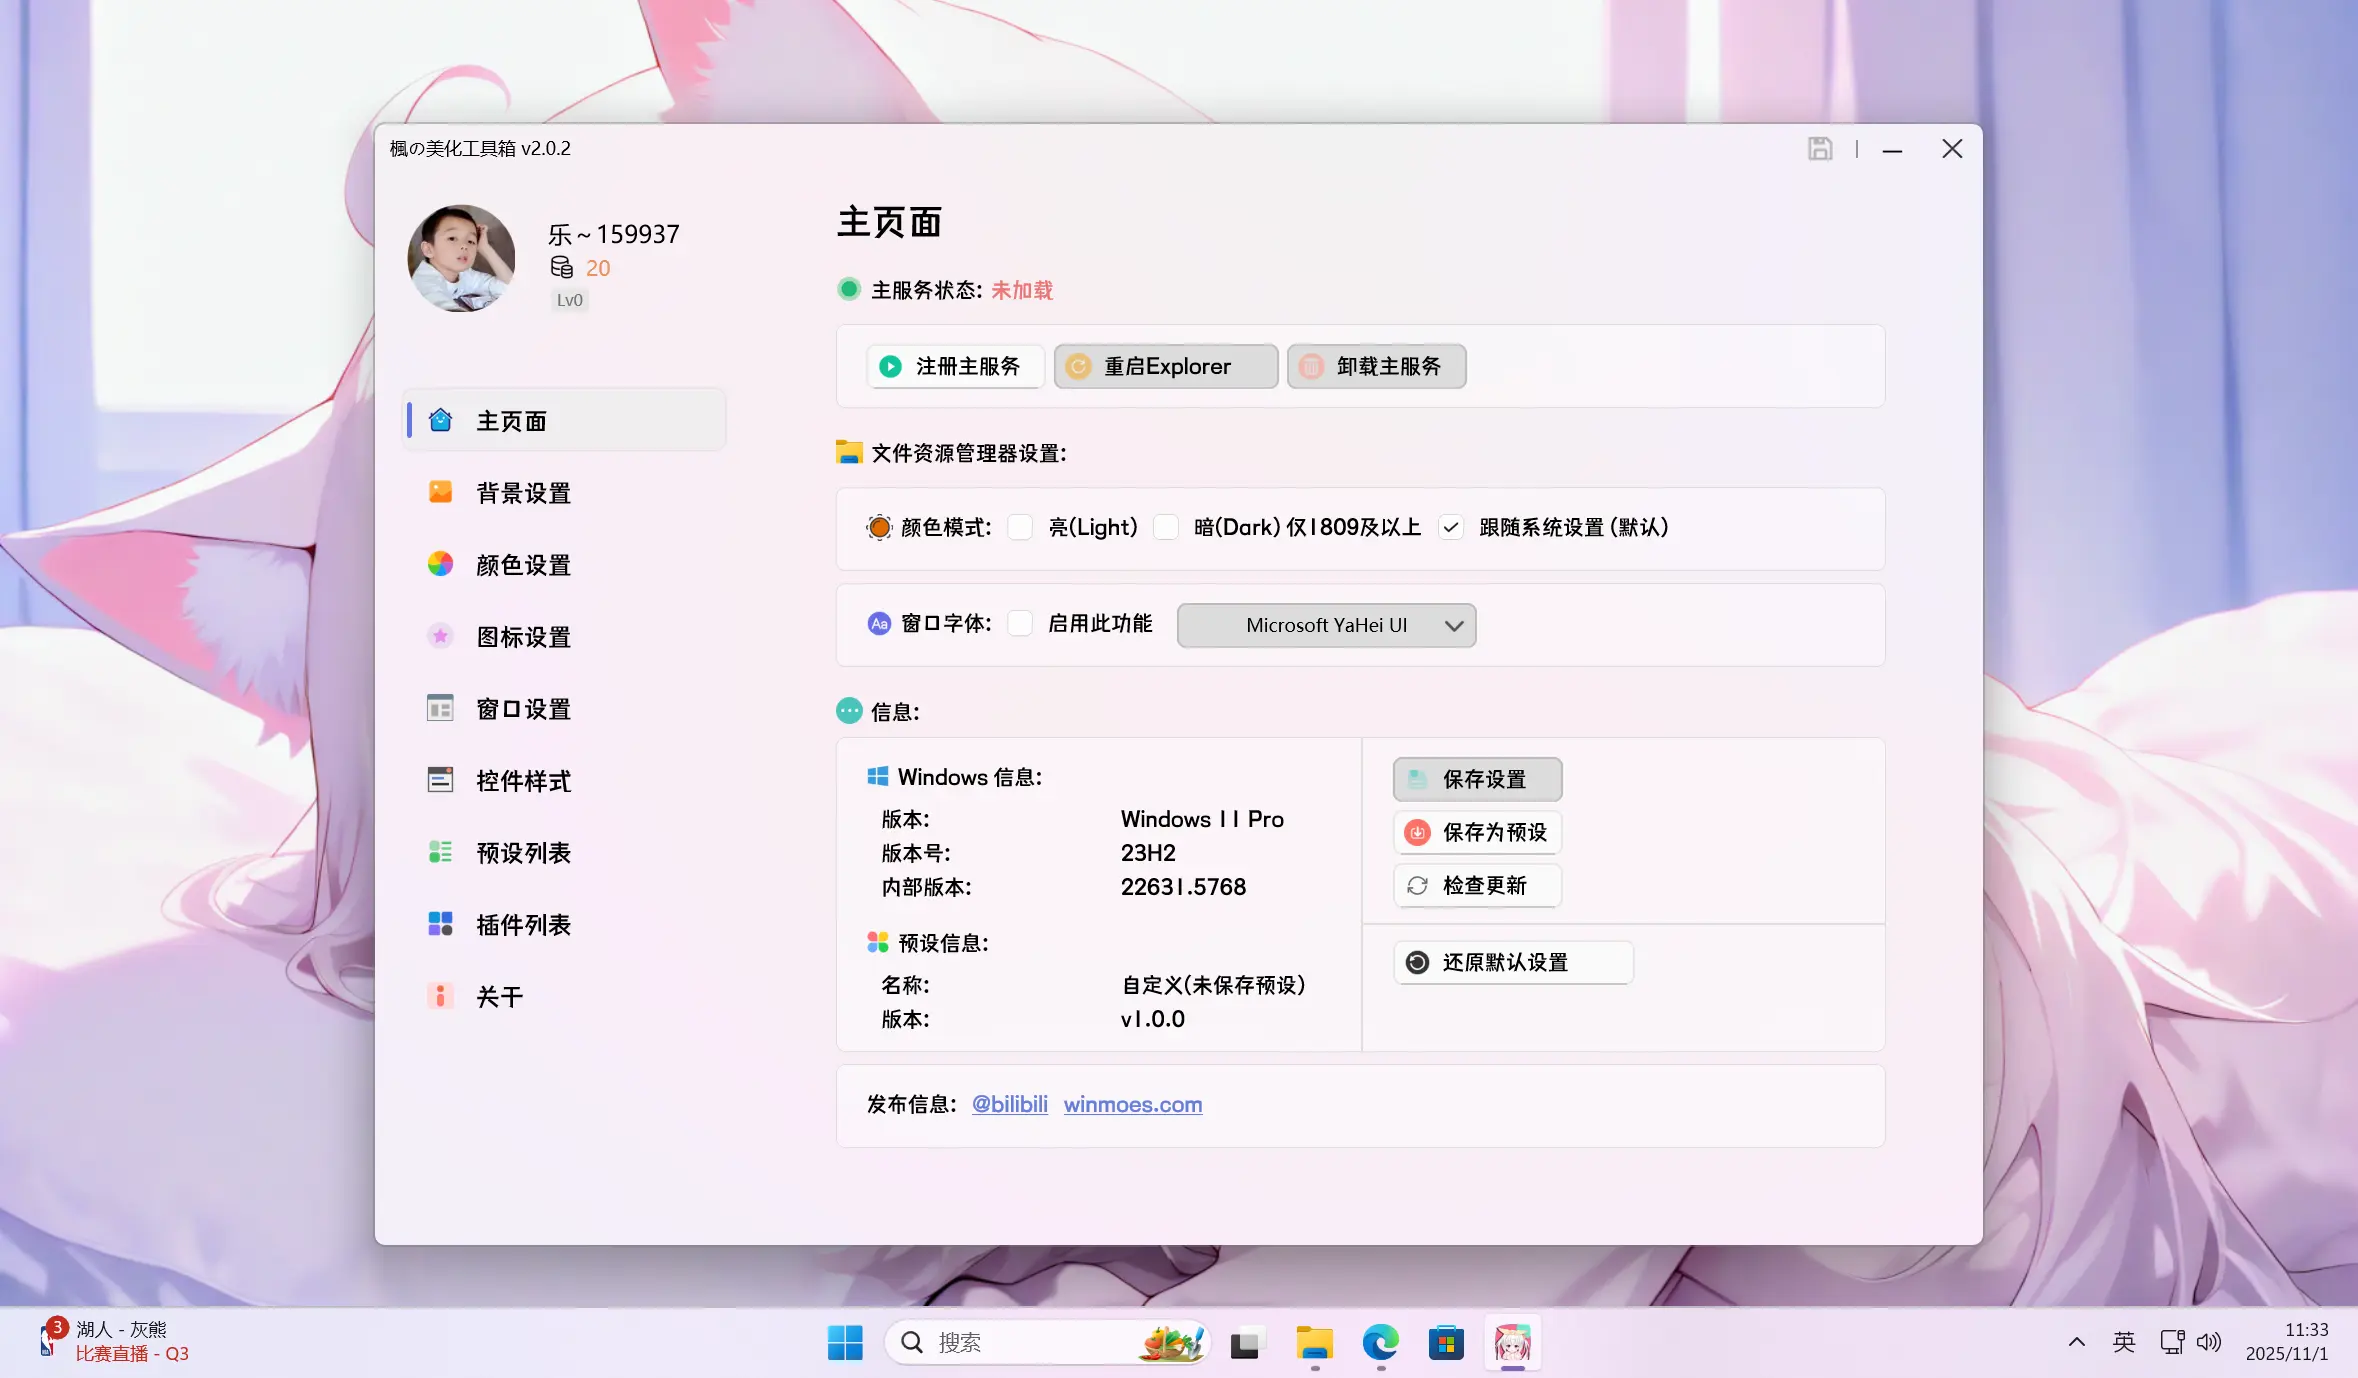 楓の美化工具箱 v2.0.2
乐～159937
20
Lv0
主页面
背景设置
颜色设置
图标设置
窗口设置
控件样式
预设列表
插件列表
关于
主页面
主服务状态: 未加载
注册主服务 重启Explorer 卸载主服务
文件资源管理器设置:
颜色模式: 亮(Light) 暗(Dark) 仅1809及以上 跟随系统设置 (默认)
Aa 窗口字体: 启用此功能 Microsoft YaHei UI
信息:
Windows 信息:
版本: Windows 11 Pro
版本号: 23H2
内部版本: 22631.5768
预设信息:
名称: 自定义(未保存预设)
版本: v1.0.0
保存设置
保存为预设
检查更新
还原默认设置
发布信息: @bilibili winmoes.com
3 湖人 - 灰熊
比赛直播 - Q3
搜索
英
11:33
2025/11/1